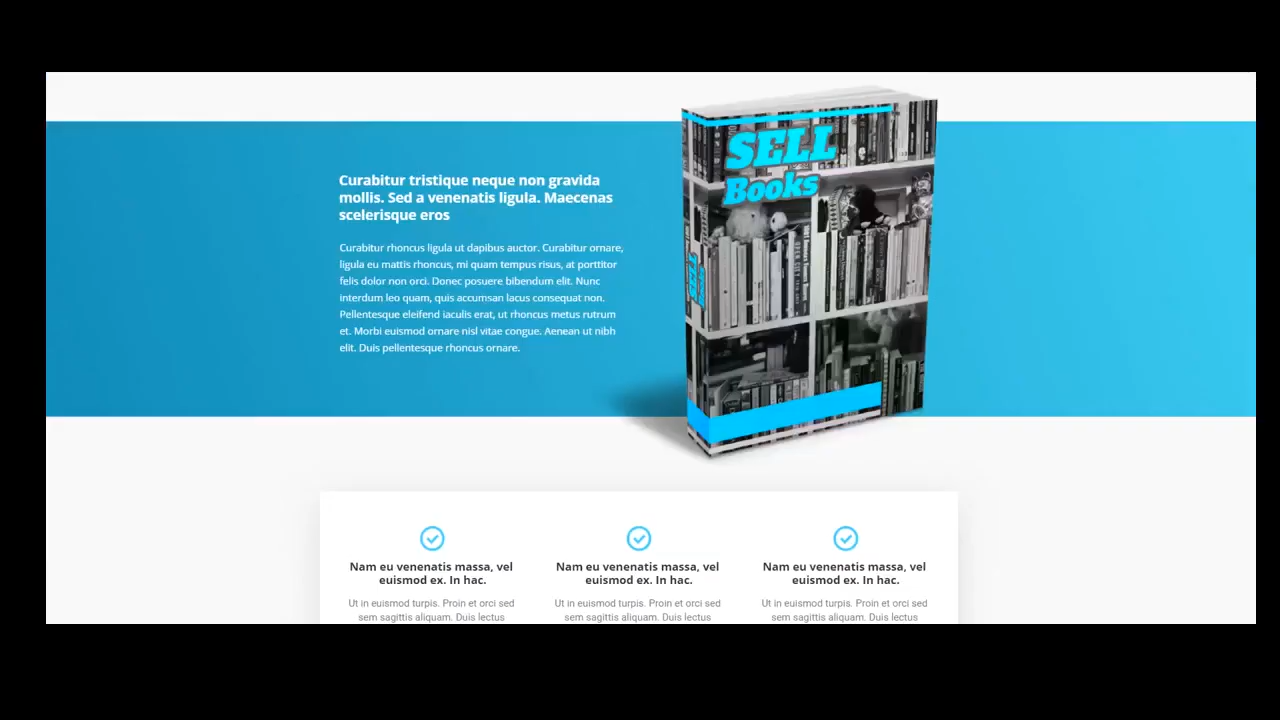 SELL
Books
Curabitur tristique neque non gravida
mollis. Sed a venenatis ligula. Maecenas
scelerisque eros
Curabitur rhoncus ligula ut dapibus auctor. Curabitur ornare,
ligula eu mattis rhoncus, mi quam tempus risus, at porttitor
felis dolor non orci. Donec posuere bibendum elit. Nunc
interdum leo quam, quis accumsan lacus consequat non.
Pellentesque eleifend iaculis erat, ut rhoncus metus rutrum
et. Morbi euismod ornare nisl vitae congue. Aenean ut nibh
elit. Duis pellentesque rhoncus ornare.
Nam eu venenatis massa, vel
euismod ex. In hac.
Ut in euismod turpis. Proin et orci sed
sem sagittis aliquam. Duis lectus
Nam eu venenatis massa, vel
euismod ex. In hac.
Ut in euismod turpis. Proin et orci sed
sem sagittis aliquam. Duis lectus
Nam eu venenatis massa, vel
euismod ex. In hac.
Ut in euismod turpis. Proin et orci sed
sem sagittis aliquam. Duis lectus